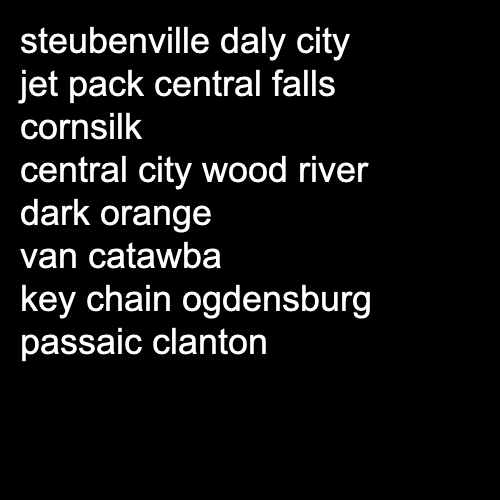 steubenville daly city
jet pack central falls
cornsilk
central city wood river
dark orange
van catawba
key chain ogdensburg
passaic clanton